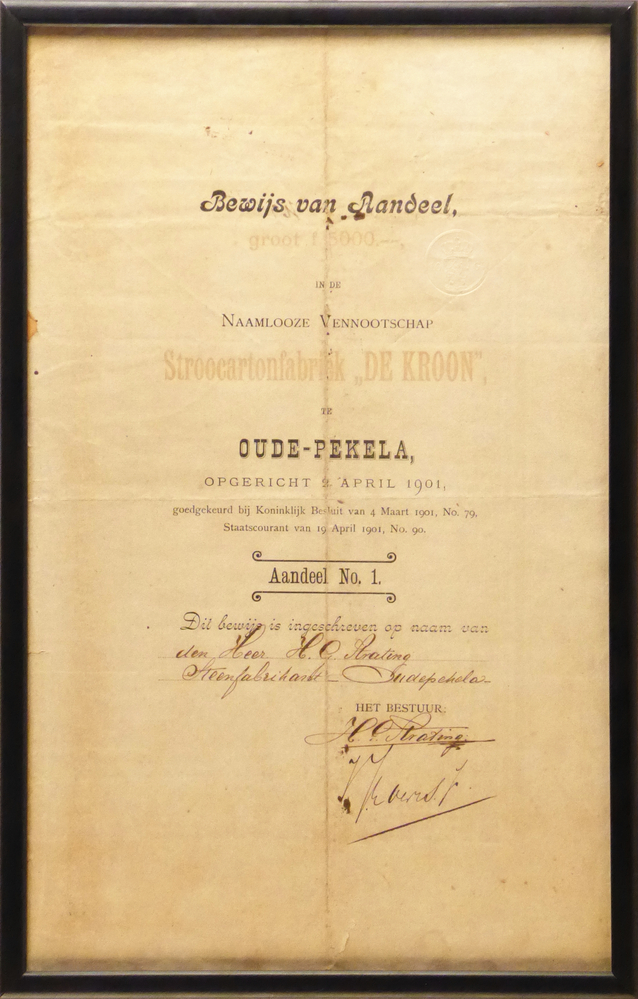 Bewijs van Aandeel,
groot f 5000.--,
IN DE
NAAMLOOZE VENNOOTSCHAP
Stroocartonfabriek „DE KROON",
TE
OUDE-PEKELA,
OPGERICHT 2 APRIL 1901,
goedgekeurd bij Koninklijk Besluit van 4 Maart 1901, No. 79,
Staatscourant van 19 April 1901, No. 90.
Aandeel No. 1.
Dit bewijs is ingeschreven op naam van
den Heer H. G. Strating
Steenfabrikant - Oudepekela
HET BESTUUR:
H. G. Strating